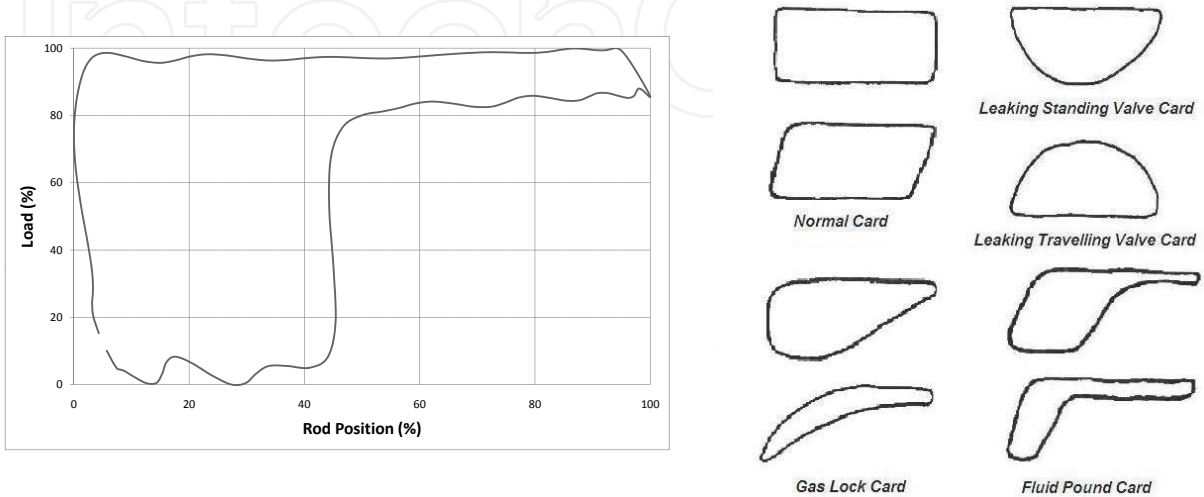 100
80
60
40
20
0
Load (%)
0 20 40 60 80 100
Rod Position (%)
Leaking Standing Valve Card
Normal Card
Leaking Travelling Valve Card
Gas Lock Card
Fluid Pound Card